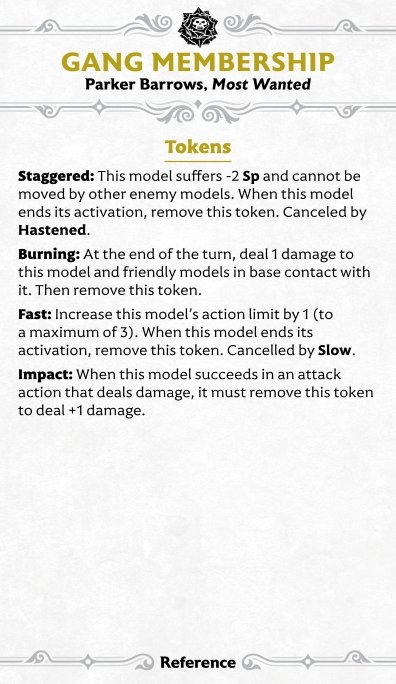 GANG MEMBERSHIP
Parker Barrows, Most Wanted
Tokens
Staggered: This model suffers -2 Sp and cannot be
moved by other enemy models. When this model
ends its activation, remove this token. Canceled by
Hastened.
Burning: At the end of the turn, deal 1 damage to
this model and friendly models in base contact with
it. Then remove this token.
Fast: Increase this model's action limit by 1 (to
a maximum of 3). When this model ends its
activation, remove this token. Cancelled by Slow.
Impact: When this model succeeds in an attack
action that deals damage, it must remove this token
to deal +1 damage.
Reference